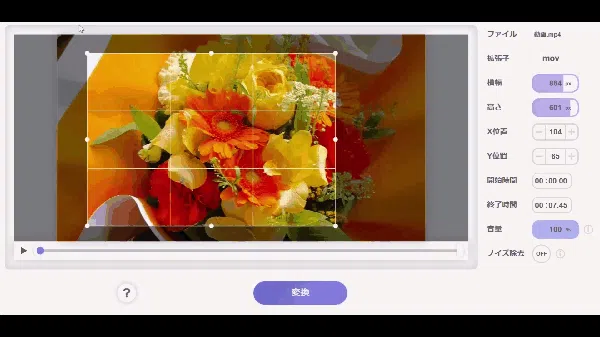 ファイル 動画.mp4
拡張子 mov
横幅 864 px
高さ 601 px
X位置 − 104 +
Y位置 − 65 +
開始時間 00:00.00
終了時間 00:07.45
音量 100 %
ノイズ除去 OFF
? 変換